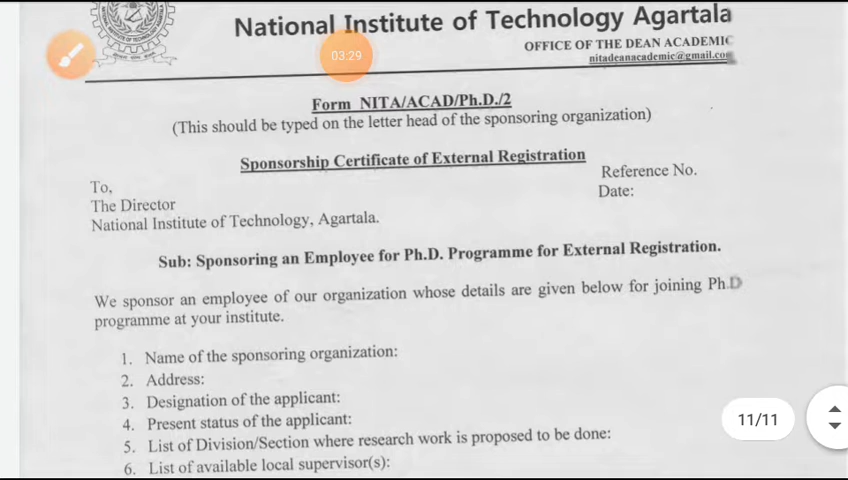 National Institute of Technology Agartala
OFFICE OF THE DEAN ACADEMIC
03:29
nitadeanacademic@gmail.com
Form NITA/ACAD/Ph.D./2
(This should be typed on the letter head of the sponsoring organization)
Sponsorship Certificate of External Registration
Reference No.
To,
Date:
The Director
National Institute of Technology, Agartala.
Sub: Sponsoring an Employee for Ph.D. Programme for External Registration.
We sponsor an employee of our organization whose details are given below for joining Ph.D
programme at your institute.
1. Name of the sponsoring organization:
2. Address:
3. Designation of the applicant:
4. Present status of the applicant:
11/11
5. List of Division/Section where research work is proposed to be done:
6. List of available local supervisor(s):